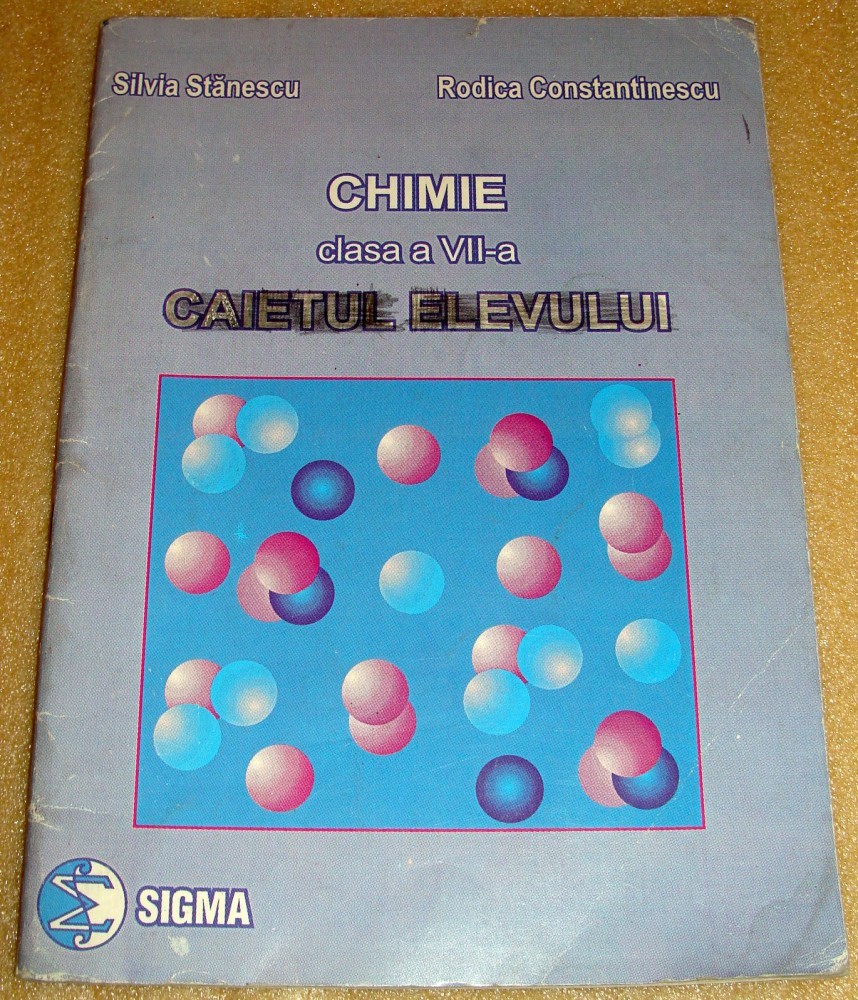 Silvia Stănescu Rodica Constantinescu
CHIMIE
clasa a VII-a
CAIETUL ELEVULUI
SIGMA